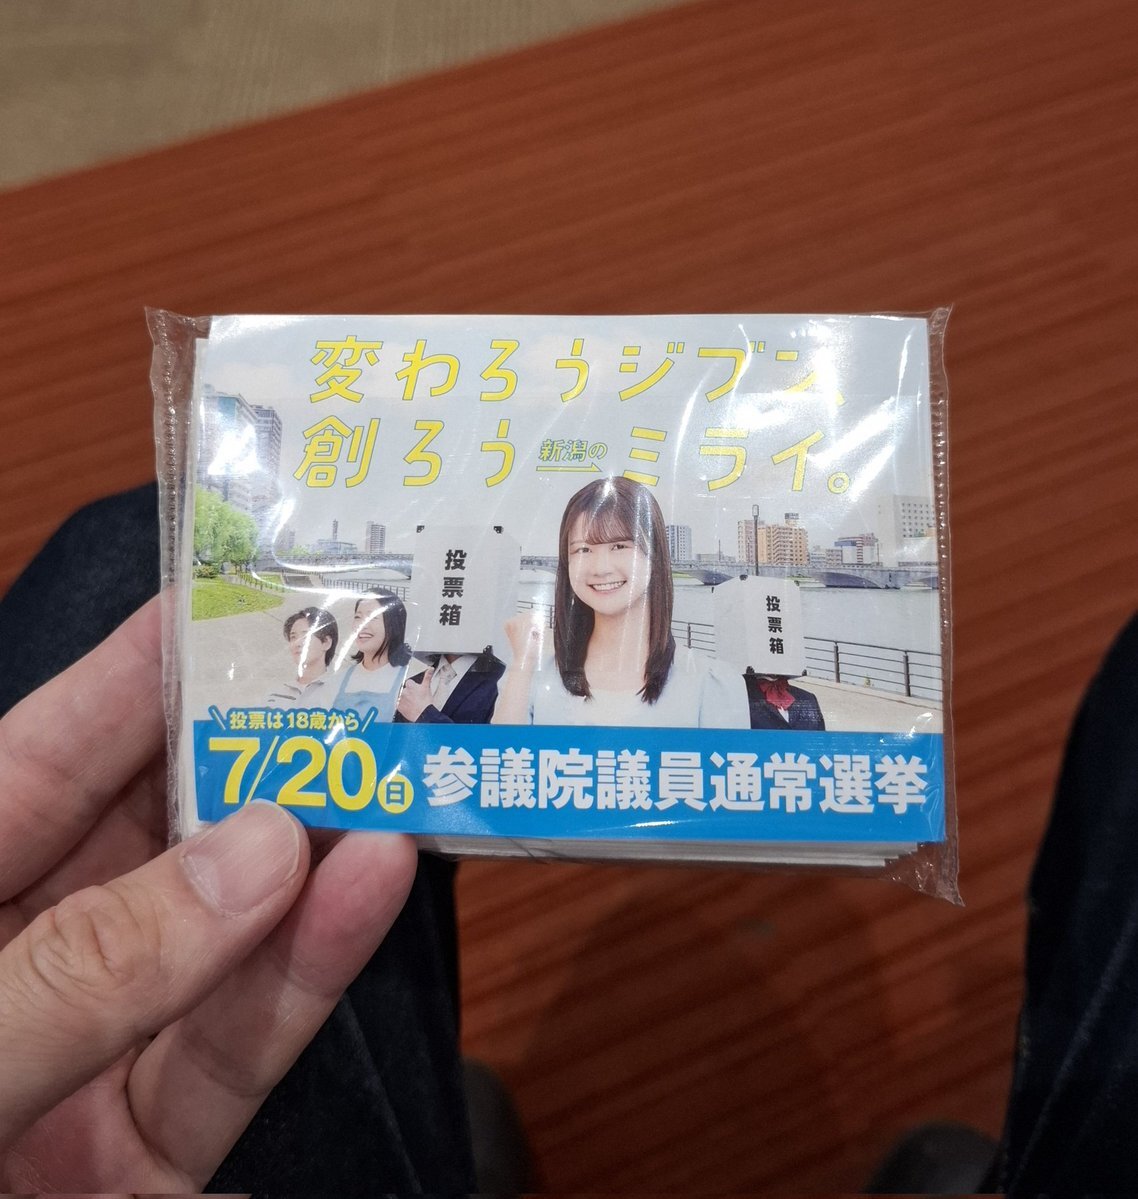 変わろうジブン、
創ろう新潟のミライ。
投票箱
投票箱
投票は18歳から
7/20日 参議院議員通常選挙